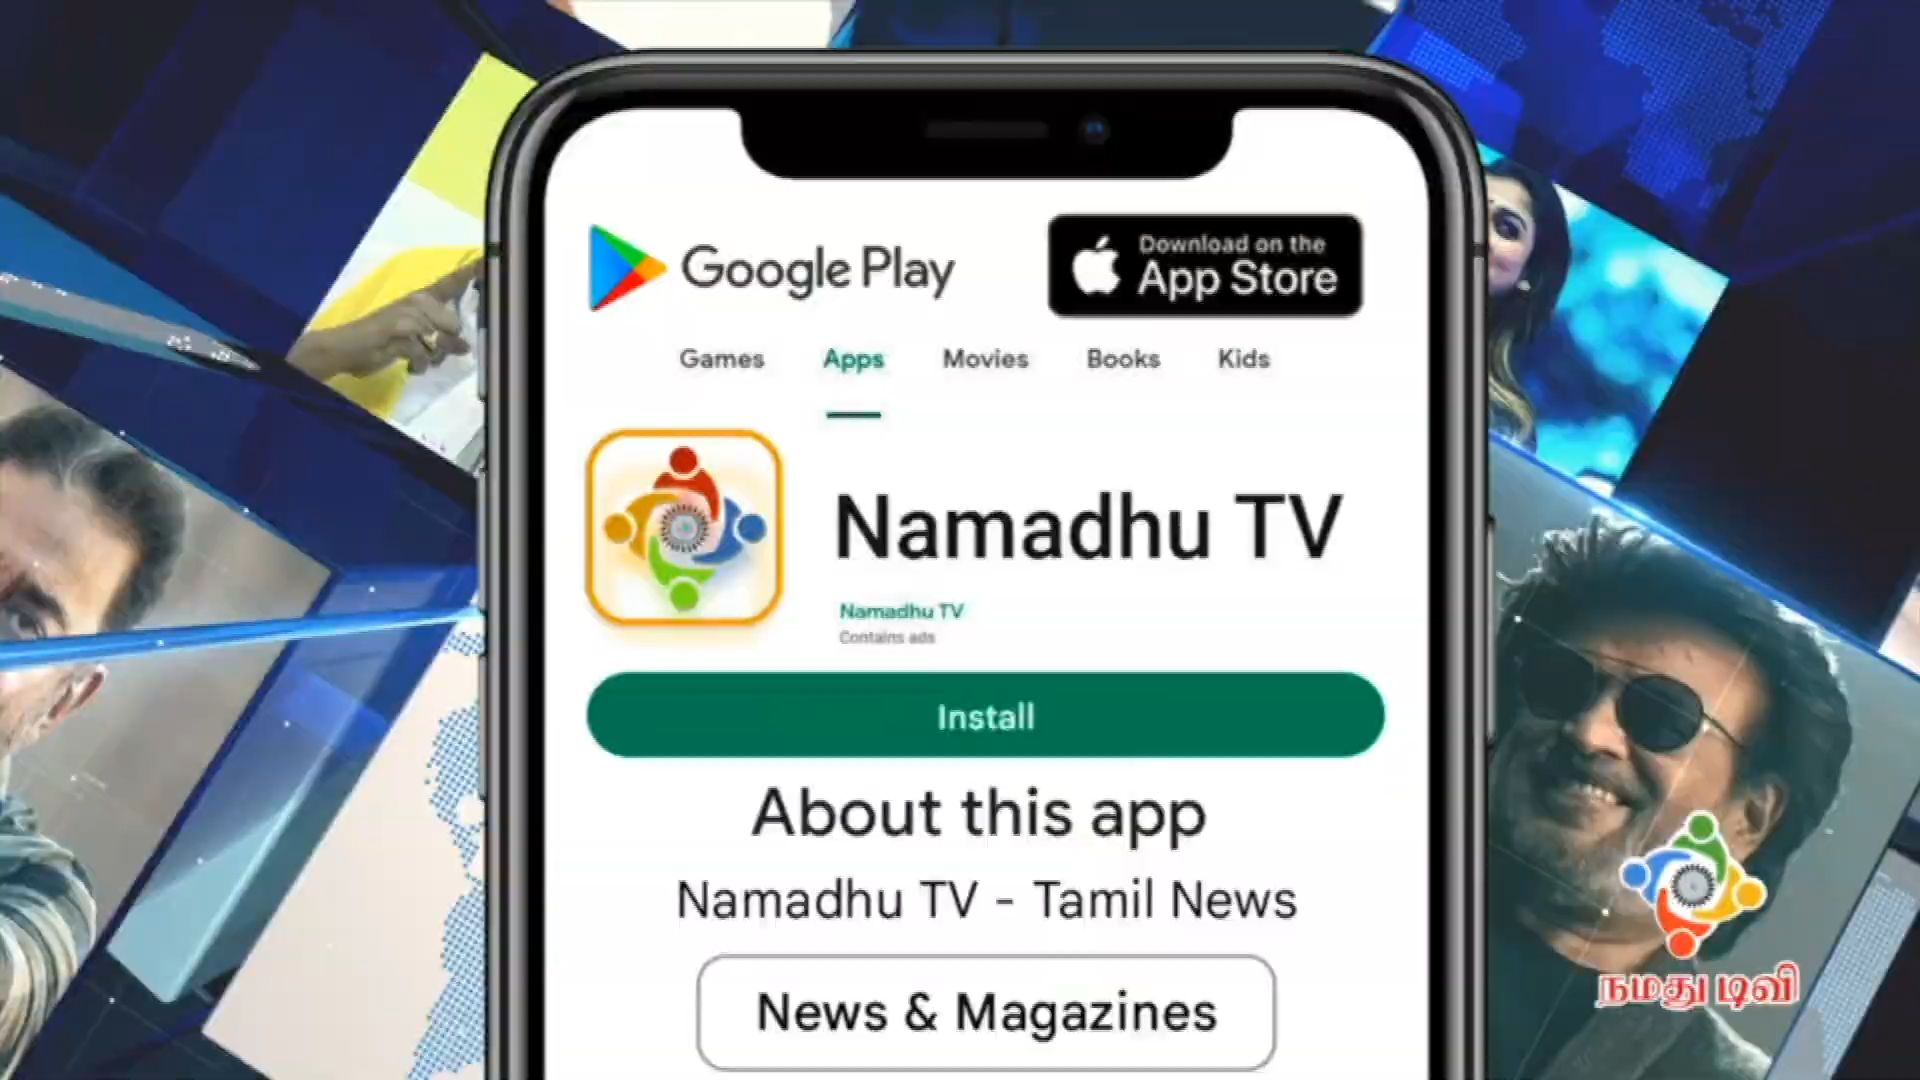 Google Play
Download on the
App Store
Games Apps Movies Books Kids
Namadhu TV
Namadhu TV
Contains ads
Install
About this app
Namadhu TV - Tamil News
News & Magazines
நமது டிவி